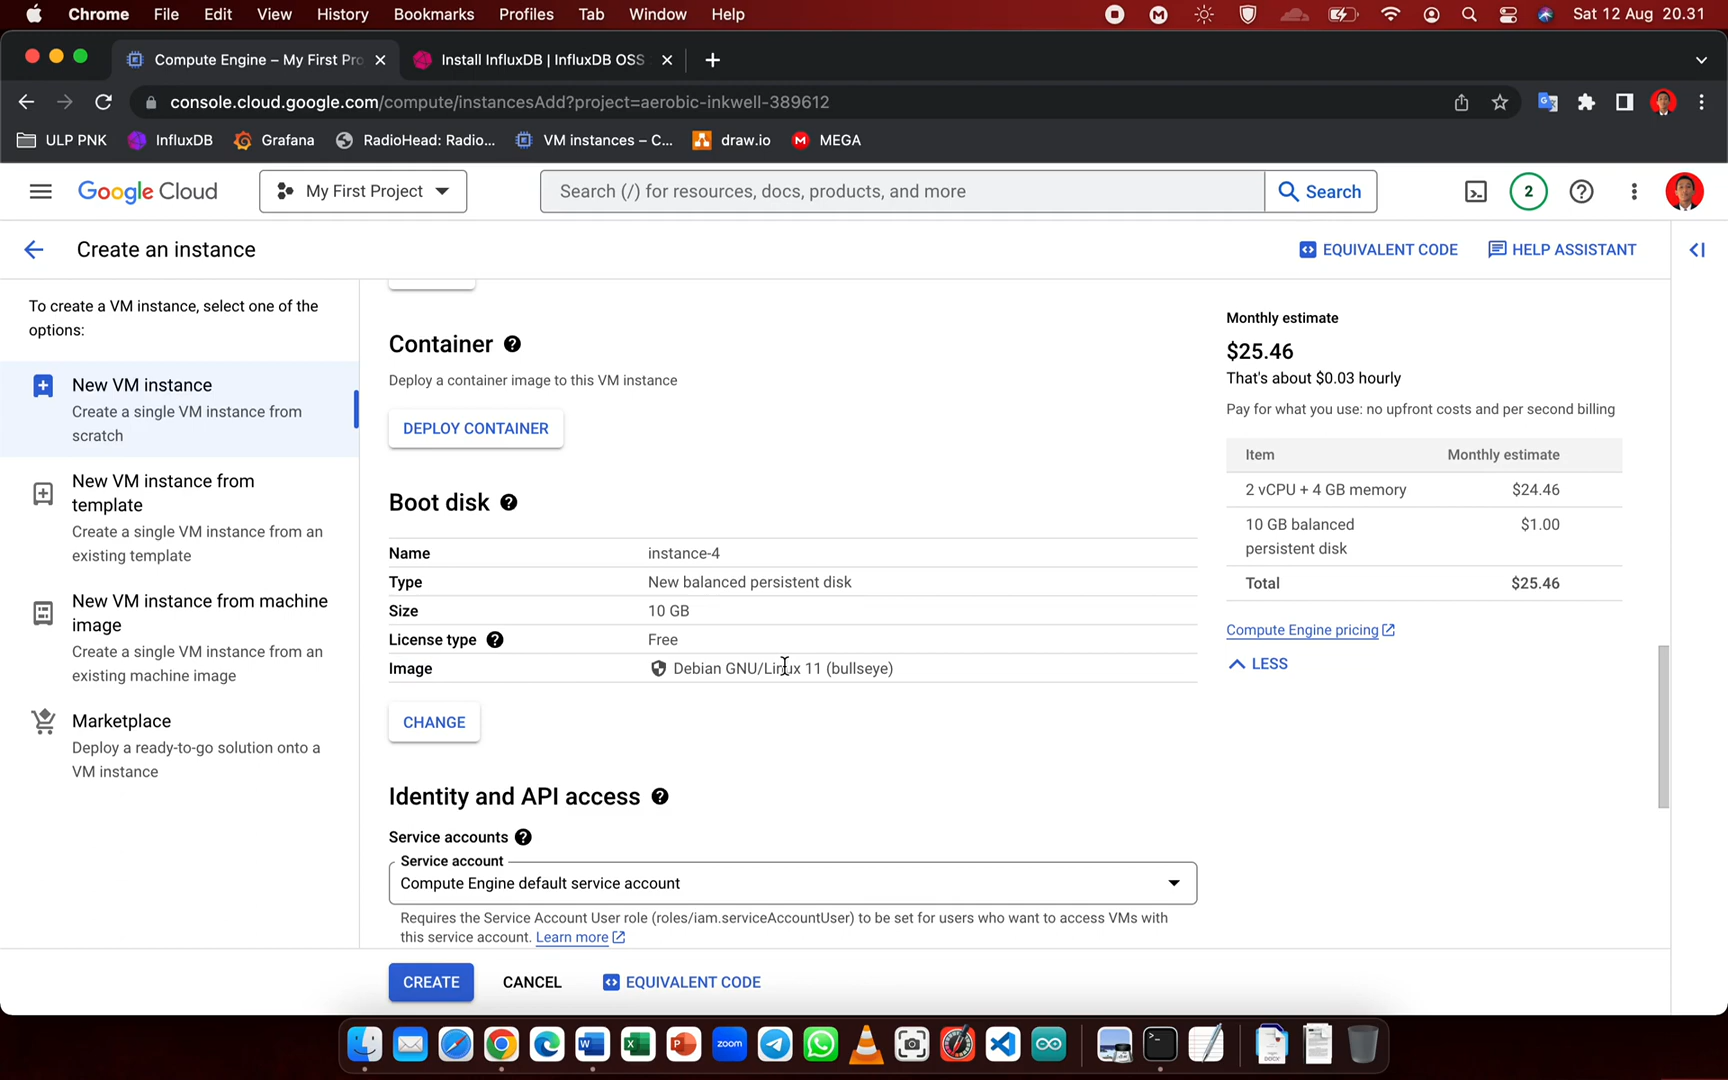 Chrome File Edit View History Bookmarks Profiles Tab Window Help Sat 12 Aug 20.31
Compute Engine – My First Pro Install InfluxDB | InfluxDB OSS
console.cloud.google.com/compute/instancesAdd?project=aerobic-inkwell-389612
ULP PNK InfluxDB Grafana RadioHead: Radio... VM instances – C... draw.io MEGA
Google Cloud My First Project Search (/) for resources, docs, products, and more Search 2
Create an instance EQUIVALENT CODE HELP ASSISTANT
To create a VM instance, select one of the
options:
New VM instance
Create a single VM instance from
scratch
New VM instance from
template
Create a single VM instance from an
existing template
New VM instance from machine
image
Create a single VM instance from an
existing machine image
Marketplace
Deploy a ready-to-go solution onto a
VM instance
Container
Deploy a container image to this VM instance
DEPLOY CONTAINER
Boot disk
Name instance-4
Type New balanced persistent disk
Size 10 GB
License type Free
Image Debian GNU/Linux 11 (bullseye)
CHANGE
Identity and API access
Service accounts
Service account
Compute Engine default service account
Requires the Service Account User role (roles/iam.serviceAccountUser) to be set for users who want to access VMs with
this service account. Learn more
CREATE CANCEL EQUIVALENT CODE
Monthly estimate
$25.46
That's about $0.03 hourly
Pay for what you use: no upfront costs and per second billing
Item Monthly estimate
2 vCPU + 4 GB memory $24.46
10 GB balanced $1.00
persistent disk
Total $25.46
Compute Engine pricing
LESS
zoom